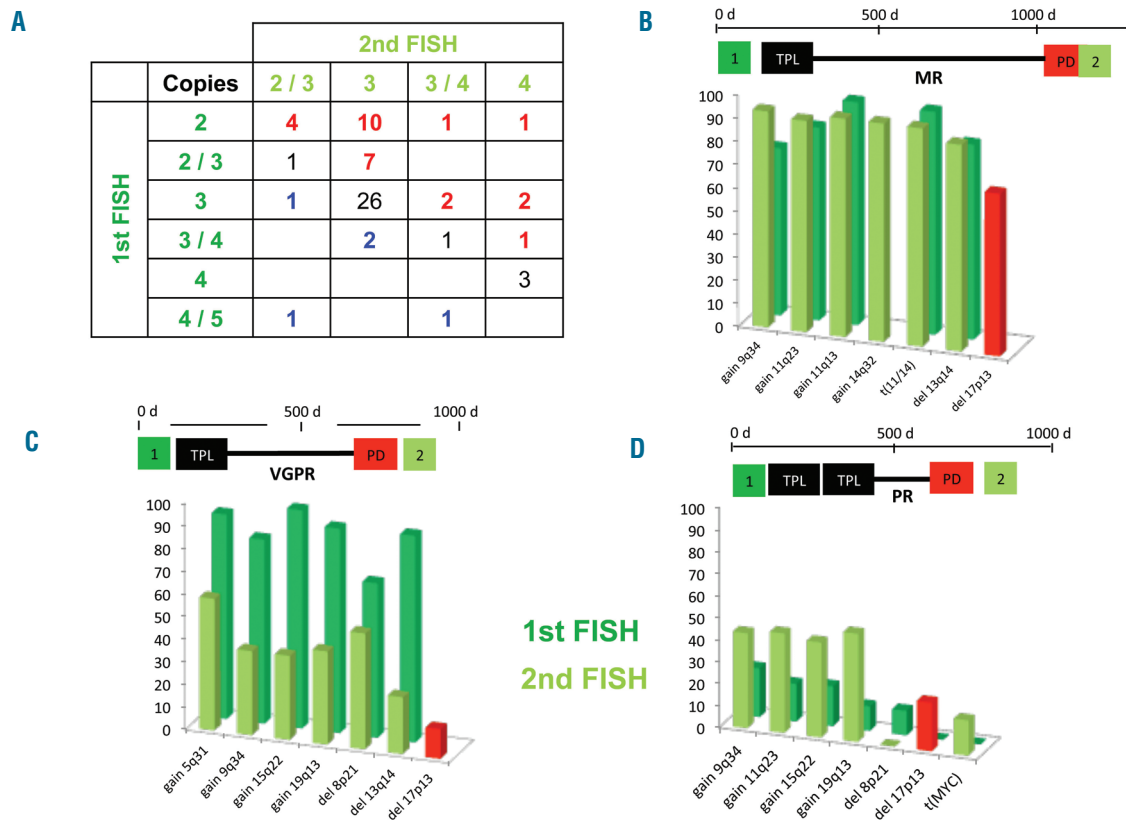 A
2nd FISH
Copies 2 / 3 3 3 / 4 4
1st FISH
2 4 10 1 1
2 / 3 1 7
3 1 26 2 2
3 / 4 2 1 1
4 3
4 / 5 1 1
B
0 d 500 d 1000 d
1 TPL PD 2
MR
100
90
80
70
60
50
40
30
20
10
0
gain 9q34
gain 11q23
gain 11q13
gain 14q32
t(11/14)
del 13q14
del 17p13
C
0 d 500 d 1000 d
1 TPL PD 2
VGPR
100
90
80
70
60
50
40
30
20
10
0
gain 5q31
gain 9q34
gain 15q22
gain 19q13
del 8p21
del 13q14
del 17p13
1st FISH
2nd FISH
D
0 d 500 d 1000 d
1 TPL TPL PD 2
PR
100
90
80
70
60
50
40
30
20
10
0
gain 9q34
gain 11q23
gain 15q22
gain 19q13
del 8p21
del 17p13
t(MYC)